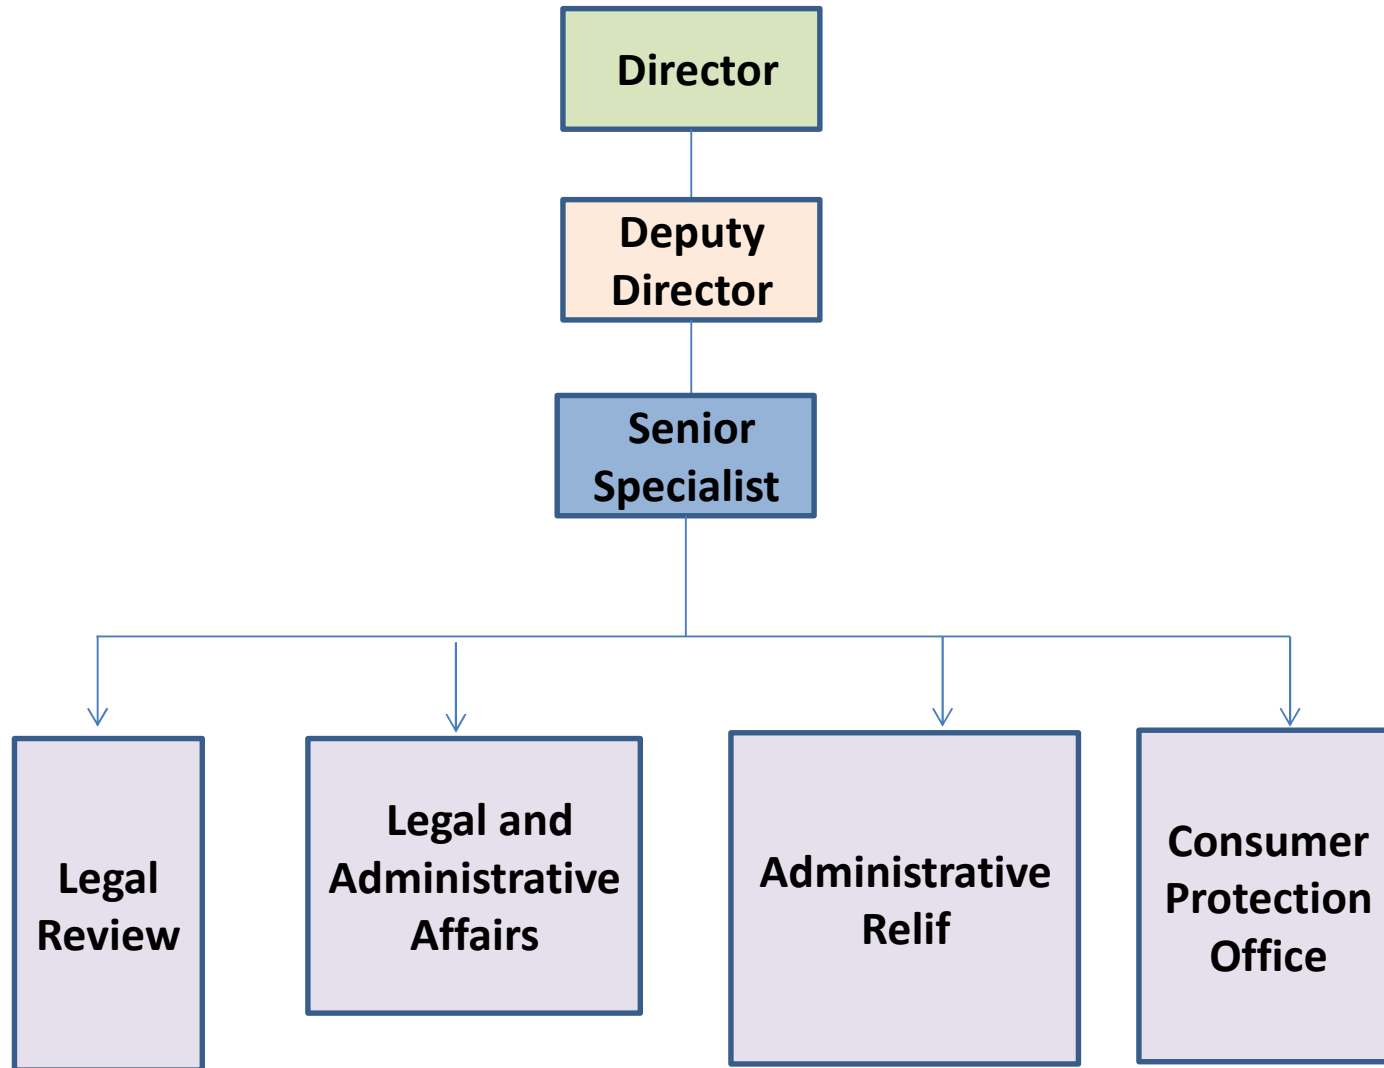 Director
Deputy
Director
Senior
Specialist
Legal
Review
Legal and
Administrative
Affairs
Administrative
Relif
Consumer
Protection
Office